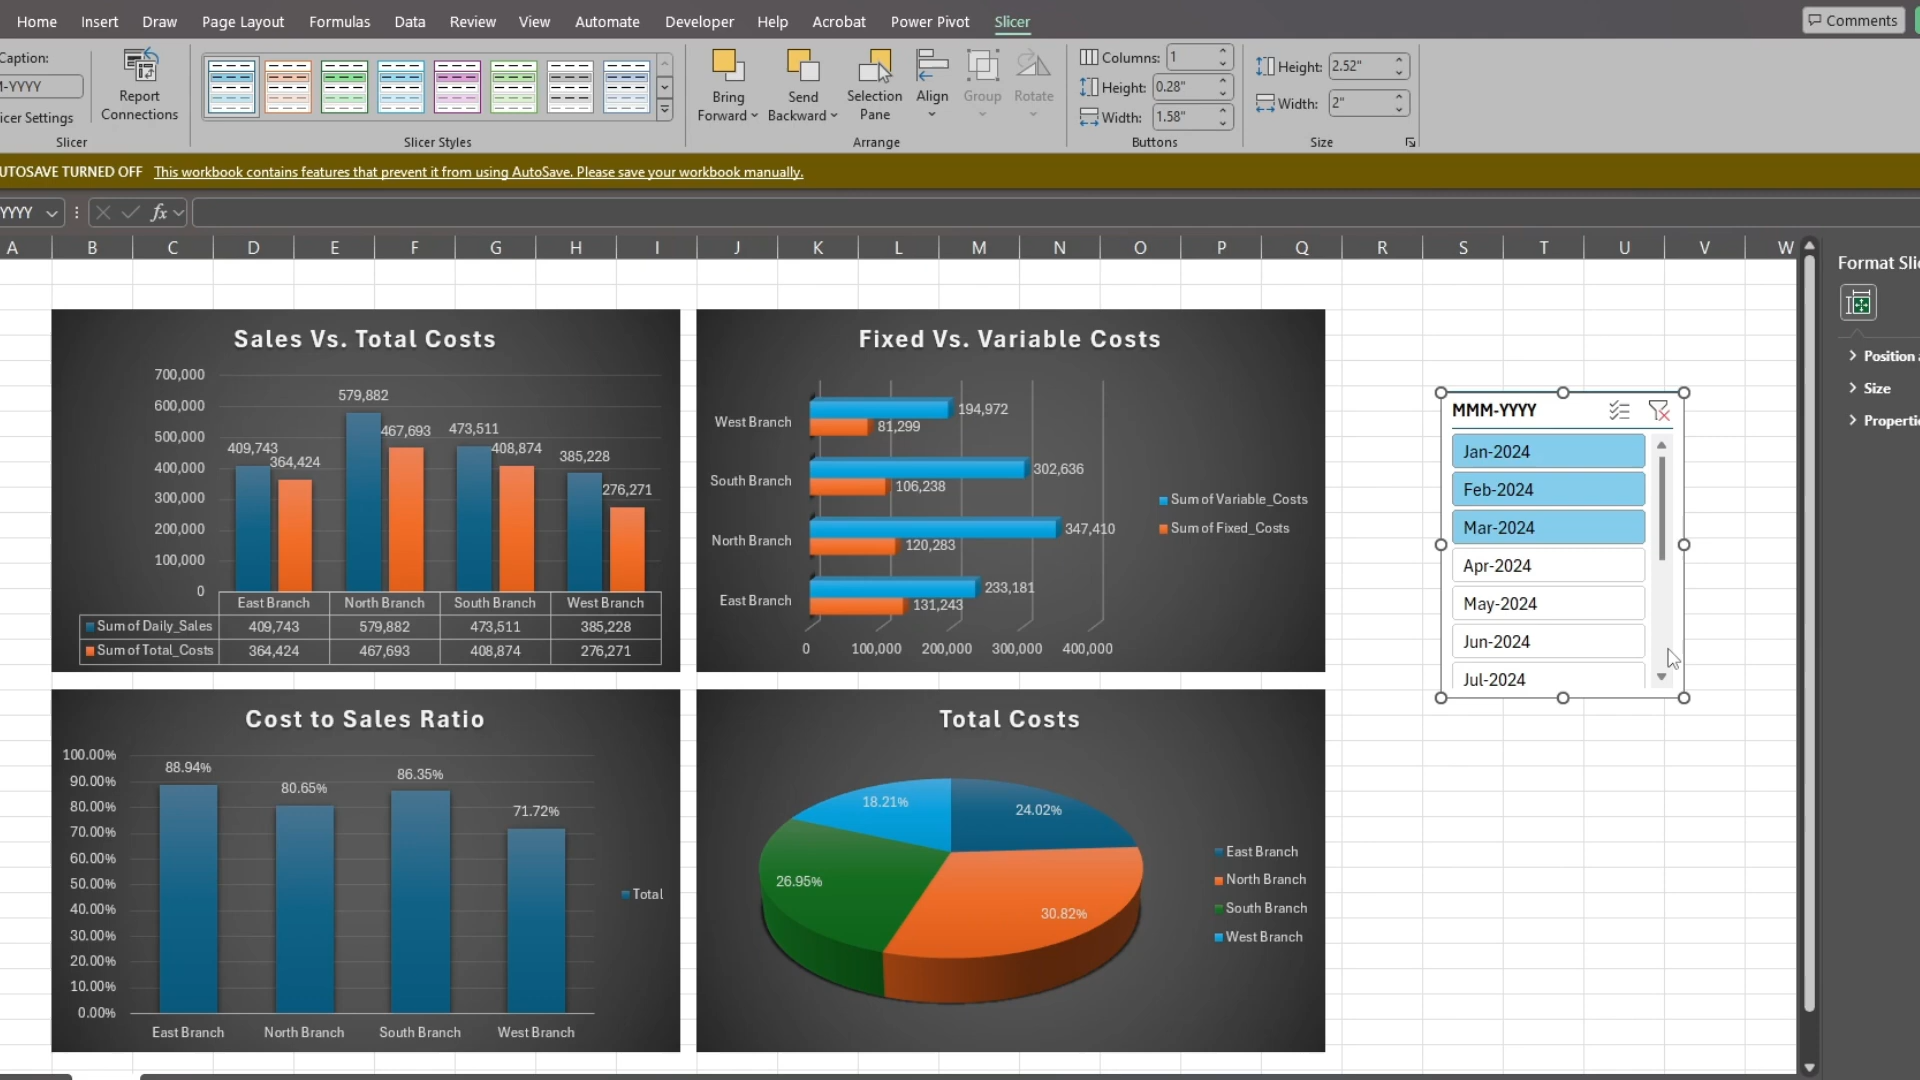 Home Insert Draw Page Layout Formulas Data Review View Automate Developer Help Acrobat Power Pivot Slicer
Comments
Caption:
-YYYY
icer Settings
Slicer
Report
Connections
Slicer Styles
Bring
Forward
Send
Backward
Selection
Pane
Align
Group
Rotate
Arrange
Columns: 1
Height: 0.28"
Width: 1.58"
Buttons
Height: 2.52"
Width: 2"
Size
UTOSAVE TURNED OFF This workbook contains features that prevent it from using AutoSave. Please save your workbook manually.
YYYY
fx
A B C D E F G H I J K L M N O P Q R S T U V W
Format Sli
Position a
Size
Properti
Sales Vs. Total Costs
700,000
600,000
500,000
400,000
300,000
200,000
100,000
0
409,743
364,424
579,882
467,693
473,511
408,874
385,228
276,271
East Branch North Branch South Branch West Branch
Sum of Daily_Sales 409,743 579,882 473,511 385,228
Sum of Total_Costs 364,424 467,693 408,874 276,271
Fixed Vs. Variable Costs
West Branch 194,972
81,299
South Branch 302,636
106,238
North Branch 347,410
120,283
East Branch 233,181
131,243
0 100,000 200,000 300,000 400,000
Sum of Variable_Costs
Sum of Fixed_Costs
MMM-YYYY
Jan-2024
Feb-2024
Mar-2024
Apr-2024
May-2024
Jun-2024
Jul-2024
Cost to Sales Ratio
100.00%
90.00%
80.00%
70.00%
60.00%
50.00%
40.00%
30.00%
20.00%
10.00%
0.00%
88.94%
80.65%
86.35%
71.72%
East Branch North Branch South Branch West Branch
Total
Total Costs
18.21%
24.02%
26.95%
30.82%
East Branch
North Branch
South Branch
West Branch